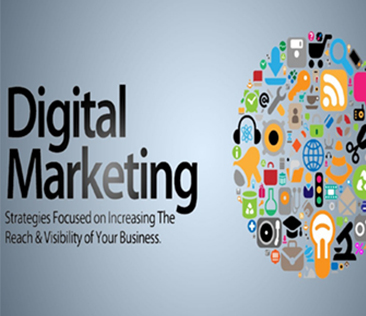 Digital
Marketing
Strategies Focused on Increasing The
Reach & Visibility of Your Business.